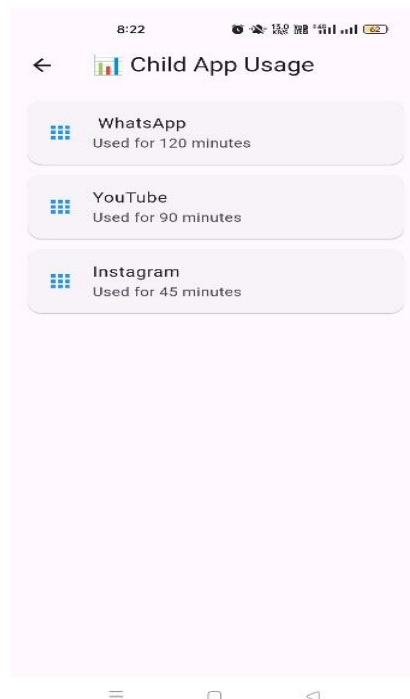 8:22
62
Child App Usage
WhatsApp
Used for 120 minutes
YouTube
Used for 90 minutes
Instagram
Used for 45 minutes